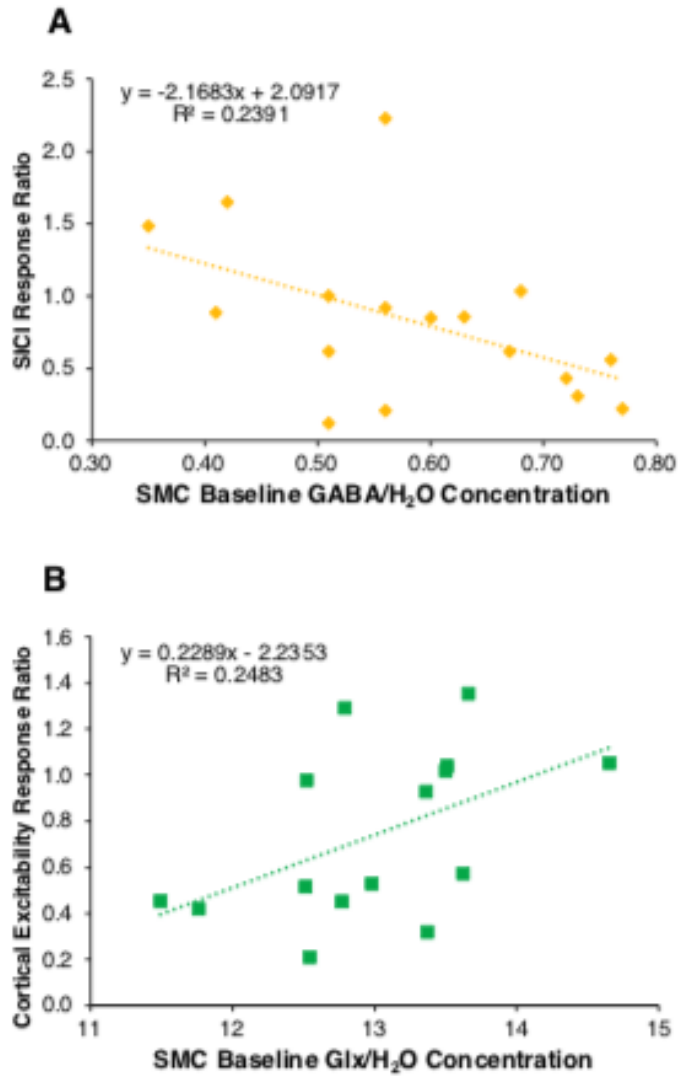 A
y = -2.1683x + 2.0917
R² = 0.2391
SICI Response Ratio
2.5
2.0
1.5
1.0
0.5
0.0
0.30 0.40 0.50 0.60 0.70 0.80
SMC Baseline GABA/H₂O Concentration
B
y = 0.2289x - 2.2353
R² = 0.2483
Cortical Excitability Response Ratio
1.6
1.4
1.2
1.0
0.8
0.6
0.4
0.2
0.0
11 12 13 14 15
SMC Baseline Glx/H₂O Concentration